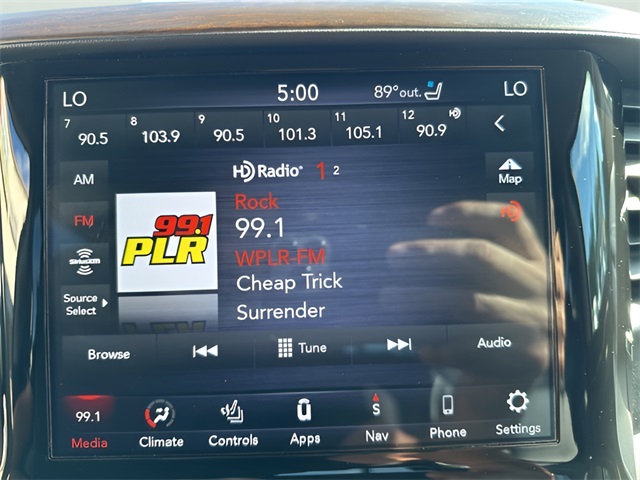 LO 5:00 89°out. LO
7 8 9 10 11 12
90.5 103.9 90.5 101.3 105.1 90.9 HD
AM HD Radio 1 2 Map
FM Rock
99.1 99.1
PLR WPLR-FM
SiriusXM Cheap Trick
Source
Select Surrender
Browse Tune Audio
99.1 S
Media Climate Controls Apps Nav Phone Settings